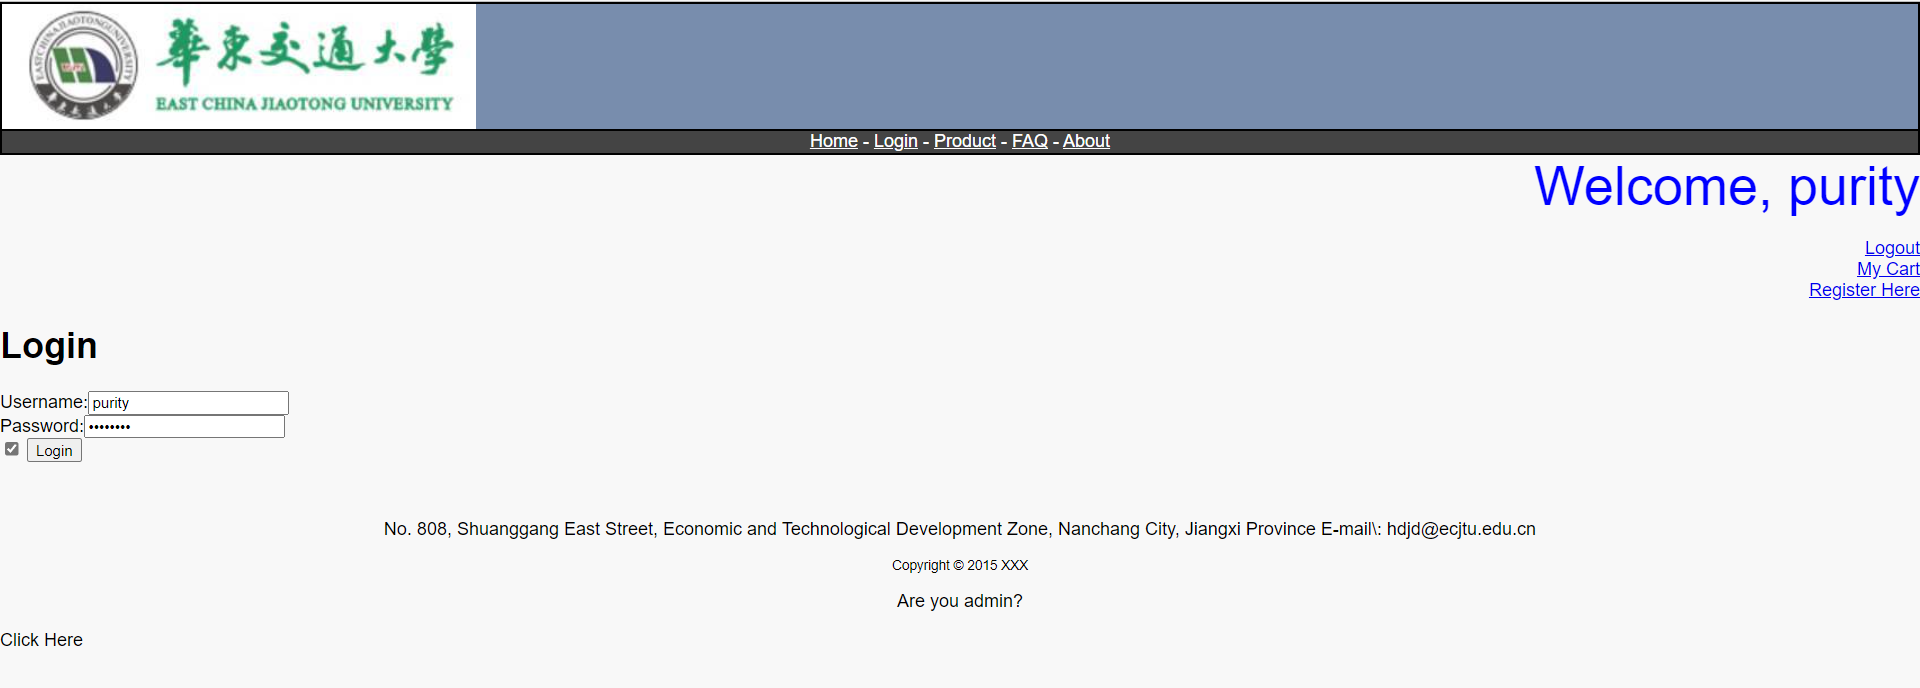 華東交通大學
EAST CHINA JIAOTONG UNIVERSITY
Home - Login - Product - FAQ - About
Welcome, purity
Logout
My Cart
Register Here
Login
Username: purity
Password: ••••••••
Login
No. 808, Shuanggang East Street, Economic and Technological Development Zone, Nanchang City, Jiangxi Province E-mail\: hdjd@ecjtu.edu.cn
Copyright © 2015 XXX
Are you admin?
Click Here